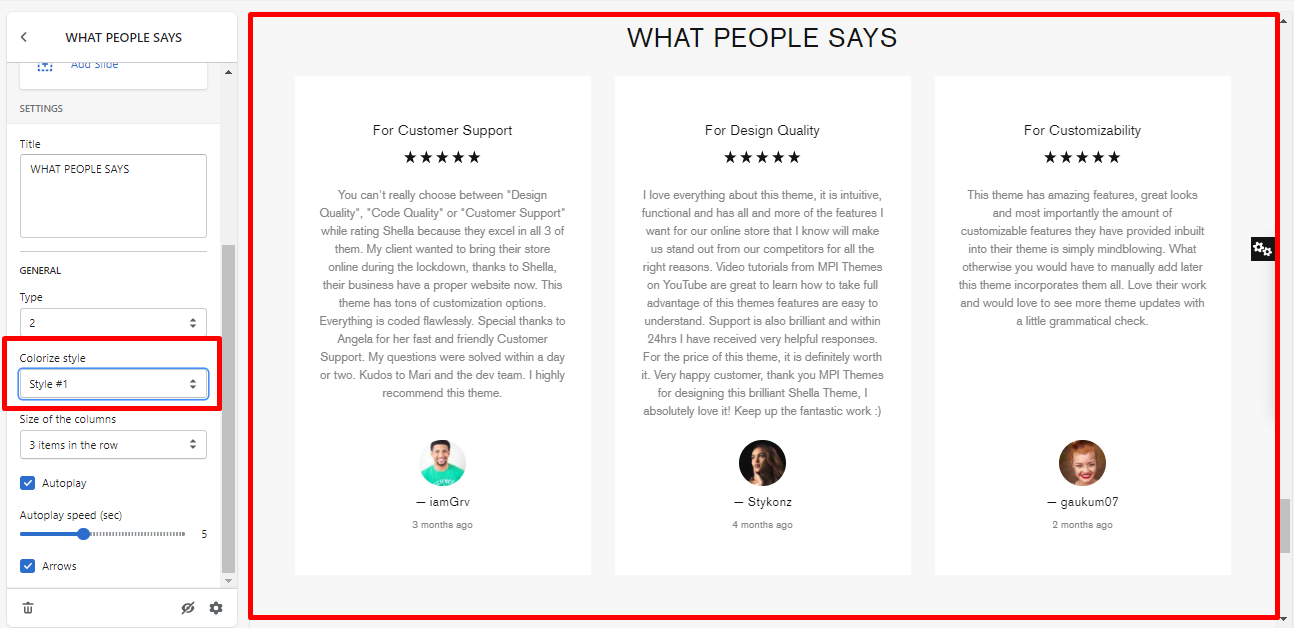 WHAT PEOPLE SAYS
Add Slide
SETTINGS
Title
WHAT PEOPLE SAYS
GENERAL
Type
2
Colorize style
Style #1
Size of the columns
3 items in the row
Autoplay
Autoplay speed (sec)
5
Arrows
WHAT PEOPLE SAYS
For Customer Support
★★★★★
You can't really choose between "Design
Quality", "Code Quality" or "Customer Support"
while rating Shella because they excel in all 3 of
them. My client wanted to bring their store
online during the lockdown, thanks to Shella,
their business have a proper website now. This
theme has tons of customization options.
Everything is coded flawlessly. Special thanks to
Angela for her fast and friendly Customer
Support. My questions were solved within a day
or two. Kudos to Mari and the dev team. I highly
recommend this theme.
— iamGrv
3 months ago
For Design Quality
★★★★★
I love everything about this theme, it is intuitive,
functional and has all and more of the features I
want for our online store that I know will make
us stand out from our competitors for all the
right reasons. Video tutorials from MPI Themes
on YouTube are great to learn how to take full
advantage of this themes features are easy to
understand. Support is also brilliant and within
24hrs I have received very helpful responses.
For the price of this theme, it is definitely worth
it. Very happy customer, thank you MPI Themes
for designing this brilliant Shella Theme, I
absolutely love it! Keep up the fantastic work :)
— Stykonz
4 months ago
For Customizability
★★★★★
This theme has amazing features, great looks
and most importantly the amount of
customizable features they have provided inbuilt
into their theme is simply mindblowing. What
otherwise you would have to manually add later
this theme incorporates them all. Love their work
and would love to see more theme updates with
a little grammatical check.
— gaukum07
2 months ago